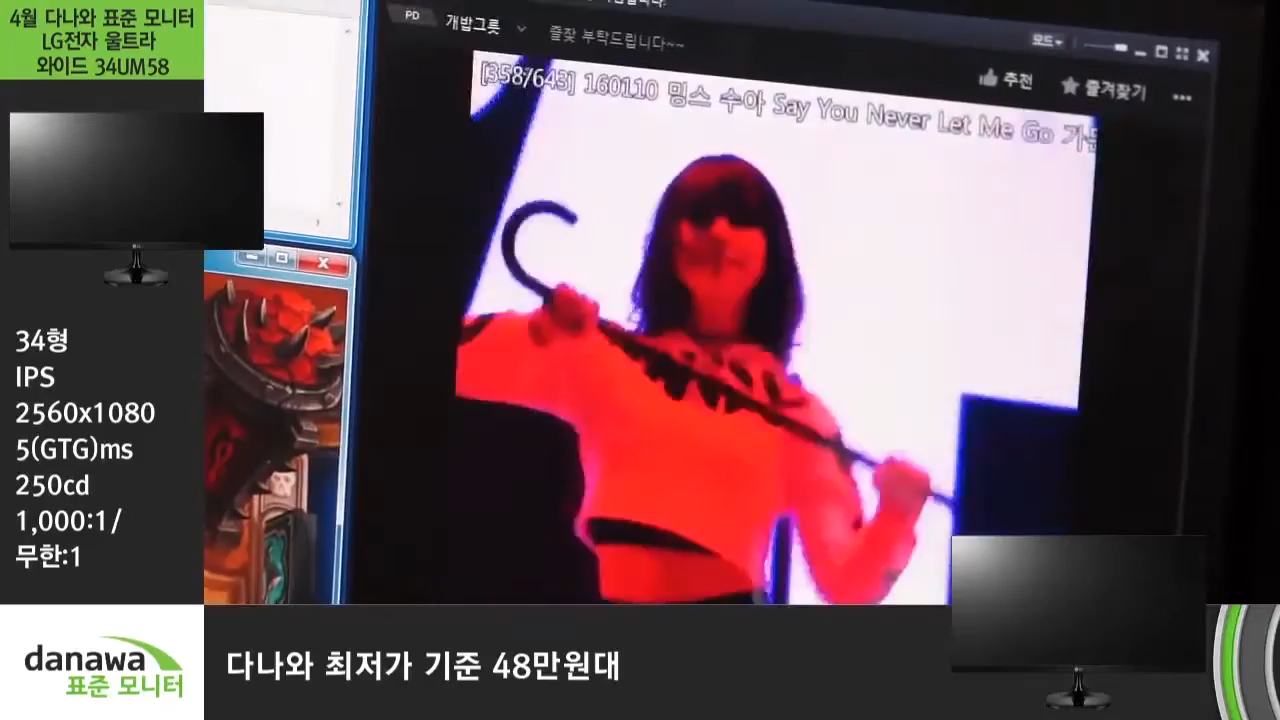 4월 다나와 표준 모니터
LG전자 울트라
와이드 34UM58
34형
IPS
2560x1080
5(GTG)ms
250cd
1,000:1/
무한:1
danawa
표준 모니터
다나와 최저가 기준 48만원대
PD 개밥그릇
즐잦 부탁드립니다~~
모드
추천
즐겨찾기
[358/643] 160110 밍스 수아 Say You Never Let Me Go